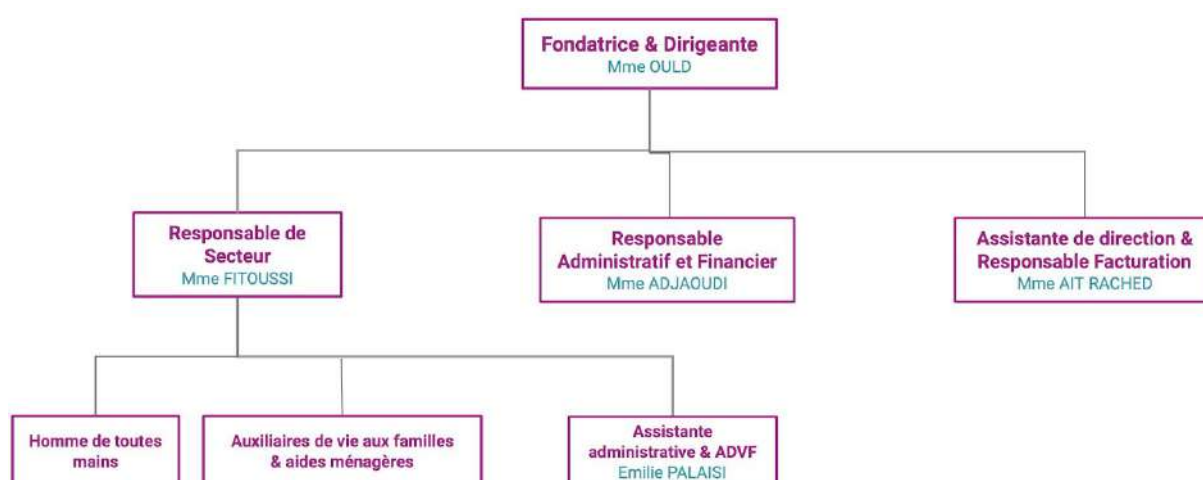 Fondatrice & Dirigeante
Mme OULD
Responsable de
Secteur
Mme FITOUSSI
Responsable
Administratif et Financier
Mme ADJAOUDI
Assistante de direction &
Responsable Facturation
Mme AIT RACHED
Homme de toutes
mains
Auxiliaires de vie aux familles
& aides ménagères
Assistante
administrative & ADVF
Emilie PALAISI